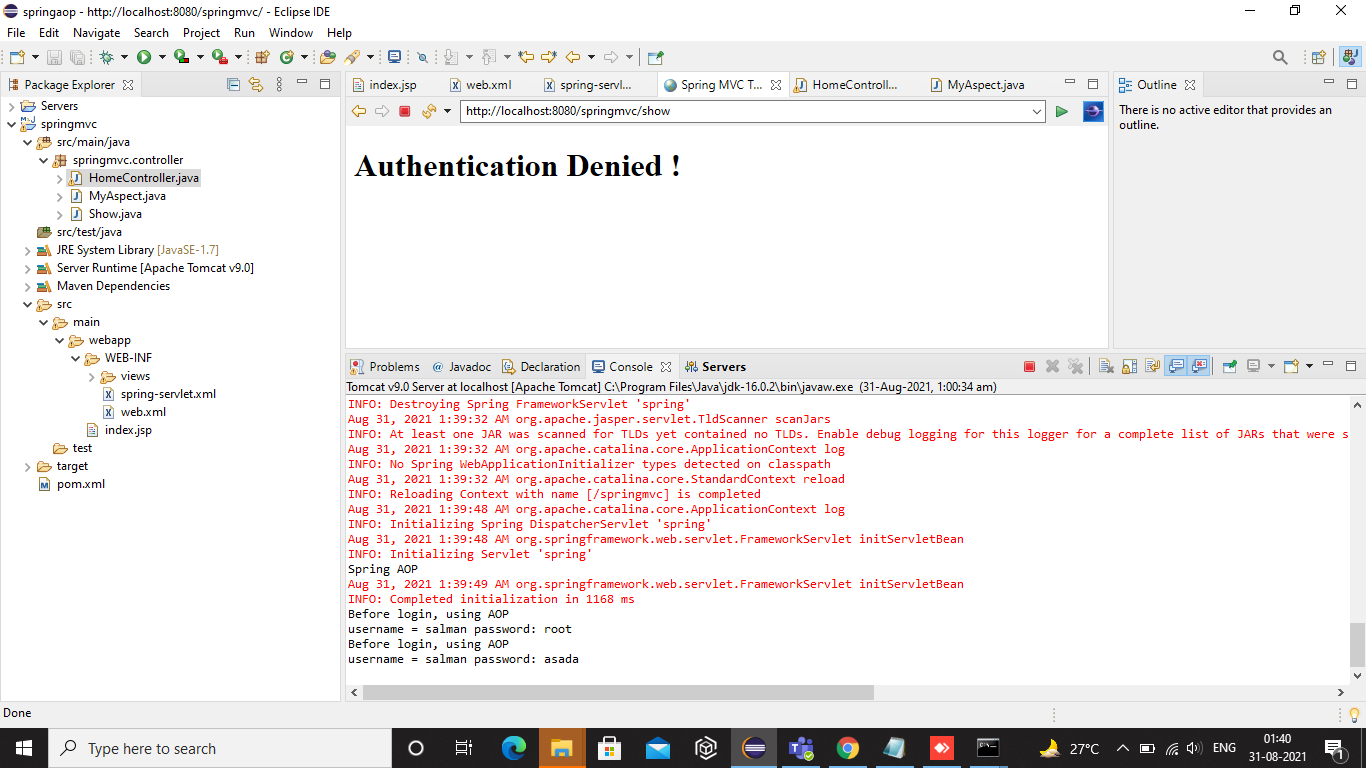 springaop - http://localhost:8080/springmvc/ - Eclipse IDE
File Edit Navigate Search Project Run Window Help
Package Explorer
index.jsp web.xml spring-servl... Spring MVC T... HomeControll... MyAspect.java
Outline
Servers
springmvc
src/main/java
springmvc.controller
HomeController.java
MyAspect.java
Show.java
src/test/java
JRE System Library [JavaSE-1.7]
Server Runtime [Apache Tomcat v9.0]
Maven Dependencies
src
main
webapp
WEB-INF
views
spring-servlet.xml
web.xml
index.jsp
test
target
pom.xml
http://localhost:8080/springmvc/show
Authentication Denied !
There is no active editor that provides an
outline.
Problems @ Javadoc Declaration Console Servers
Tomcat v9.0 Server at localhost [Apache Tomcat] C:\Program Files\Java\jdk-16.0.2\bin\javaw.exe (31-Aug-2021, 1:00:34 am)
INFO: Destroying Spring FrameworkServlet 'spring'
Aug 31, 2021 1:39:32 AM org.apache.jasper.servlet.TldScanner scanJars
INFO: At least one JAR was scanned for TLDs yet contained no TLDs. Enable debug logging for this logger for a complete list of JARs that were s
Aug 31, 2021 1:39:32 AM org.apache.catalina.core.ApplicationContext log
INFO: No Spring WebApplicationInitializer types detected on classpath
Aug 31, 2021 1:39:32 AM org.apache.catalina.core.StandardContext reload
INFO: Reloading Context with name [/springmvc] is completed
Aug 31, 2021 1:39:48 AM org.apache.catalina.core.ApplicationContext log
INFO: Initializing Spring DispatcherServlet 'spring'
Aug 31, 2021 1:39:48 AM org.springframework.web.servlet.FrameworkServlet initServletBean
INFO: Initializing Servlet 'spring'
Spring AOP
Aug 31, 2021 1:39:49 AM org.springframework.web.servlet.FrameworkServlet initServletBean
INFO: Completed initialization in 1168 ms
Before login, using AOP
username = salman password: root
Before login, using AOP
username = salman password: asada
Done
Type here to search
27°C
ENG
01:40
31-08-2021
1